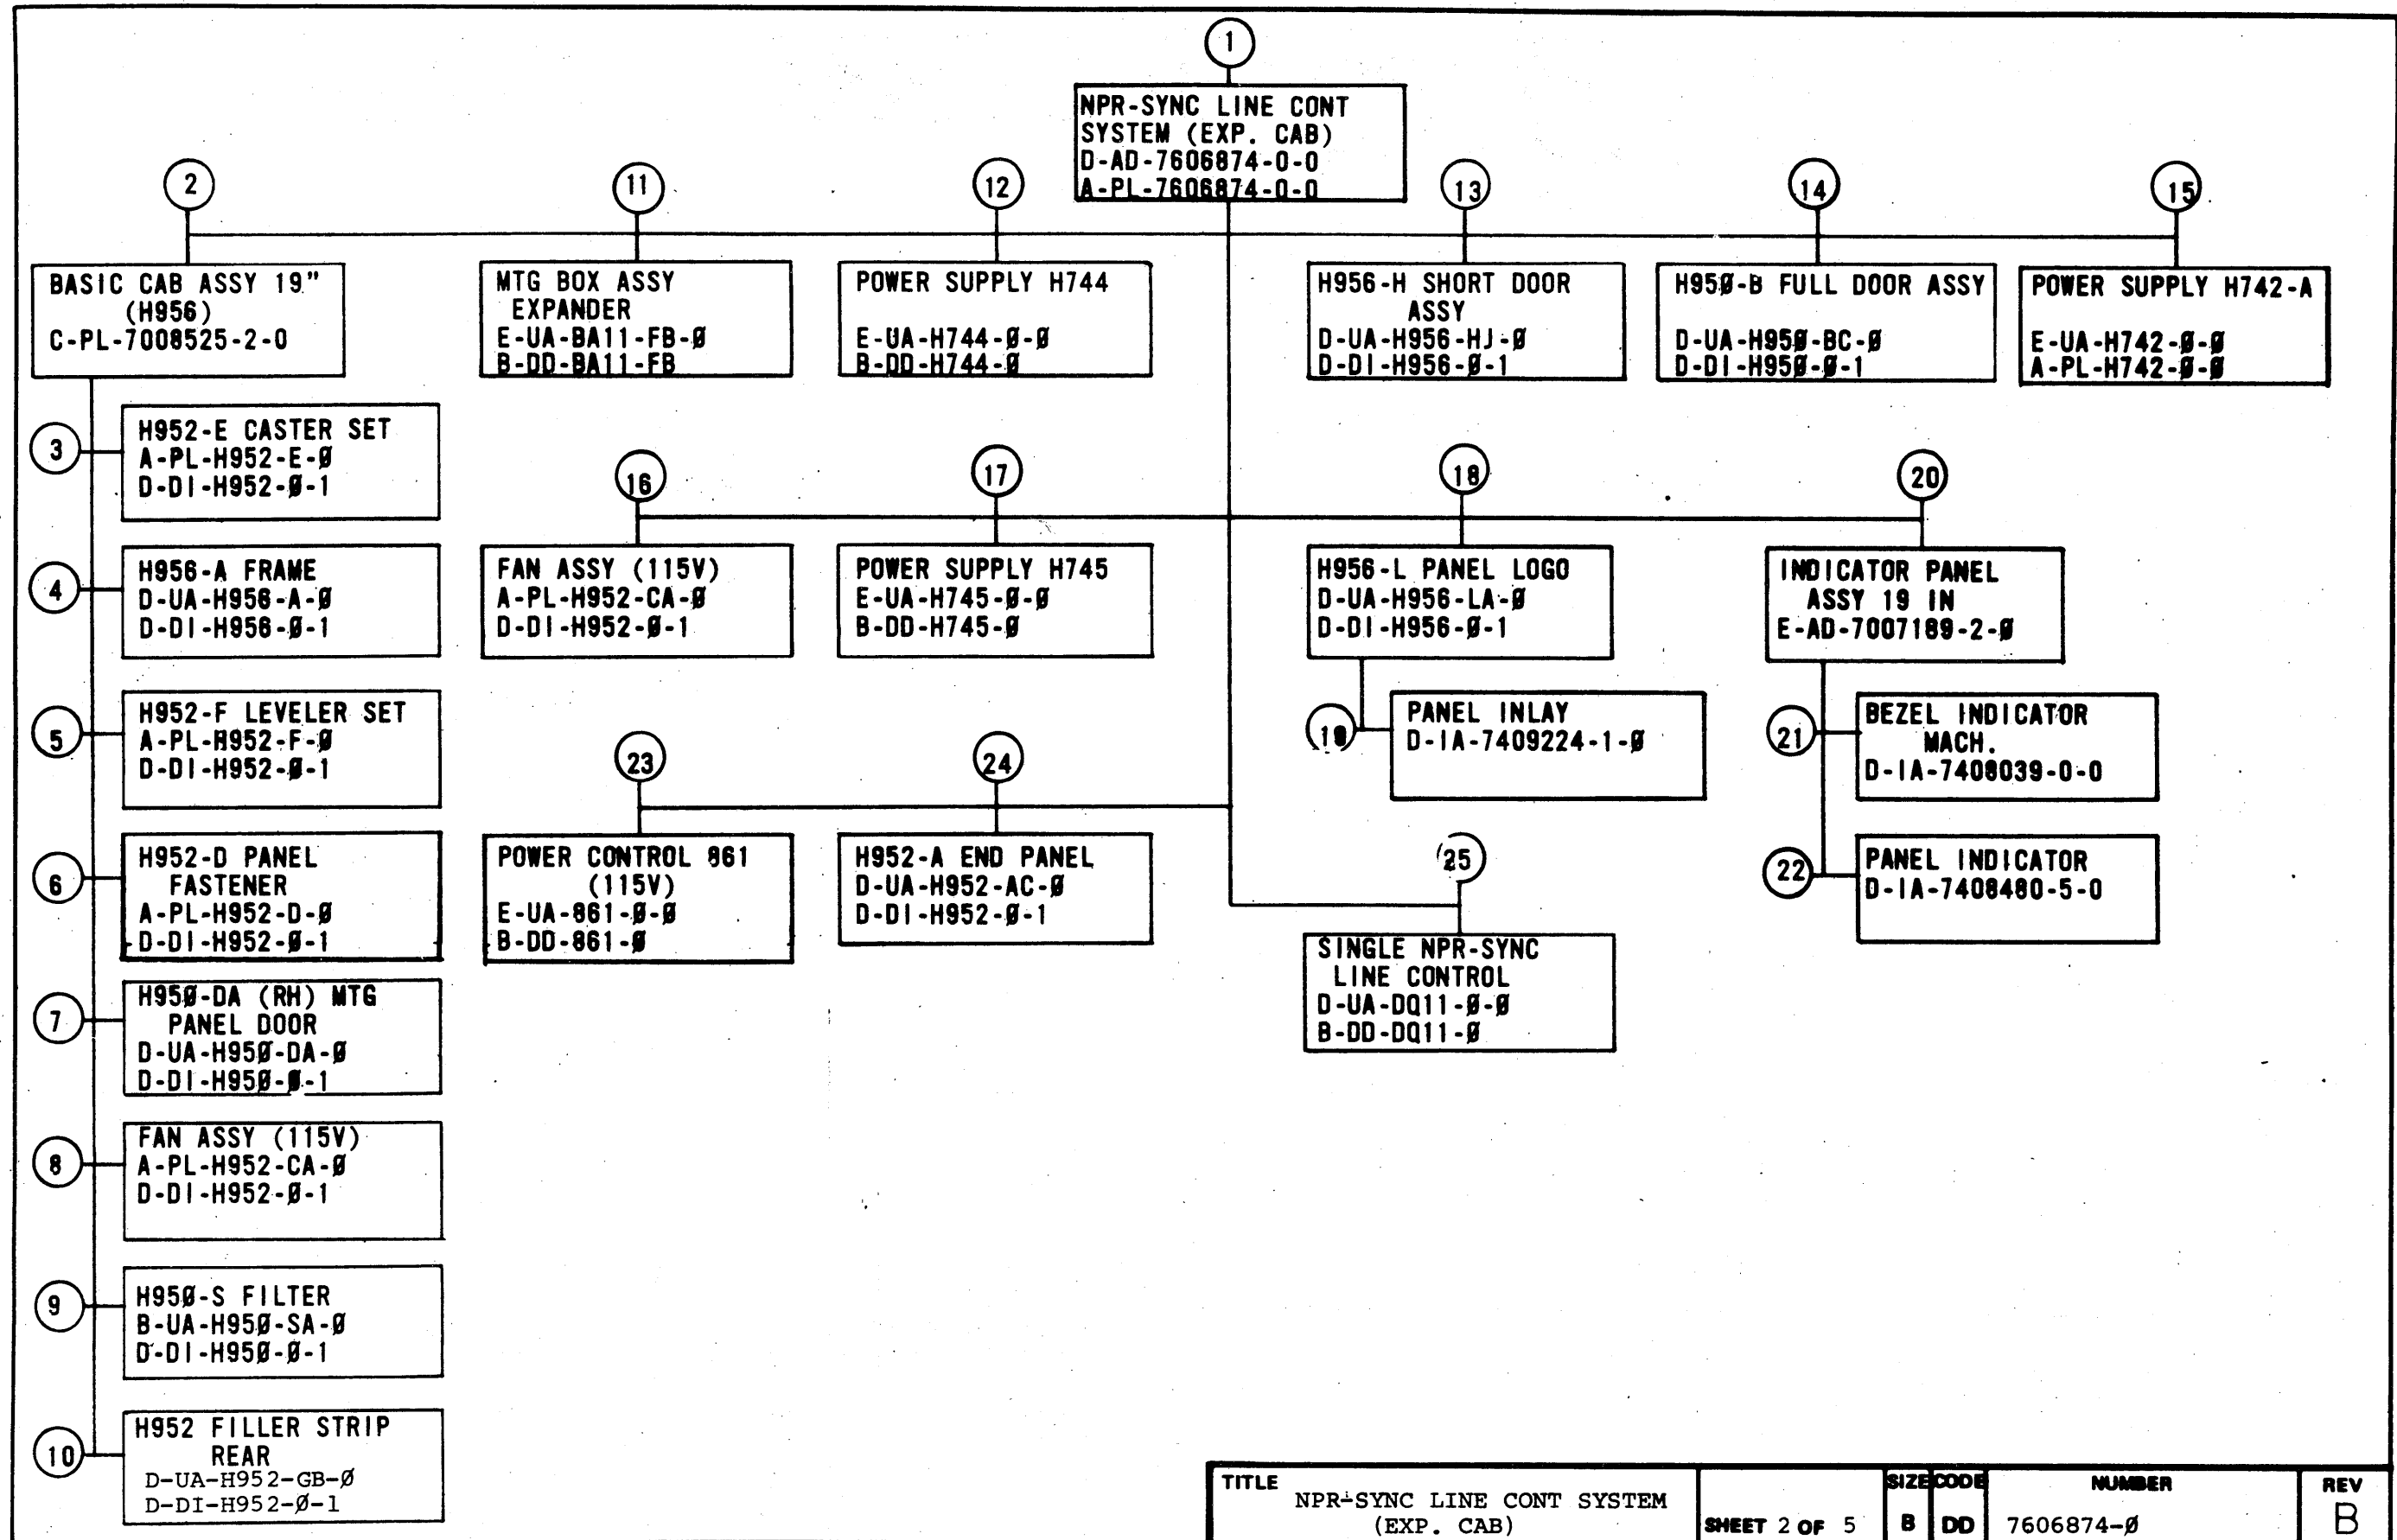 1
NPR-SYNC LINE CONT
SYSTEM (EXP. CAB)
D-AD-7606874-0-0
A-PL-7606874-0-0
2
BASIC CAB ASSY 19"
(H956)
C-PL-7008525-2-0
11
MTG BOX ASSY
EXPANDER
E-UA-BA11-FB-Ø
B-DD-BA11-FB
12
POWER SUPPLY H744
E-UA-H744-Ø-Ø
B-DD-H744-Ø
13
H956-H SHORT DOOR
ASSY
D-UA-H956-HJ-Ø
D-DI-H956-Ø-1
14
H95Ø-B FULL DOOR ASSY
D-UA-H95Ø-BC-Ø
D-DI-H95Ø-Ø-1
15
POWER SUPPLY H742-A
E-UA-H742-Ø-Ø
A-PL-H742-Ø-Ø
3
H952-E CASTER SET
A-PL-H952-E-Ø
D-DI-H952-Ø-1
4
H956-A FRAME
D-UA-H956-A-Ø
D-DI-H956-Ø-1
5
H952-F LEVELER SET
A-PL-H952-F-Ø
D-DI-H952-Ø-1
6
H952-D PANEL
FASTENER
A-PL-H952-D-Ø
D-DI-H952-Ø-1
7
H95Ø-DA (RH) MTG
PANEL DOOR
D-UA-H95Ø-DA-Ø
D-DI-H95Ø-Ø-1
8
FAN ASSY (115V)
A-PL-H952-CA-Ø
D-DI-H952-Ø-1
9
H95Ø-S FILTER
B-UA-H95Ø-SA-Ø
D-DI-H95Ø-Ø-1
10
H952 FILLER STRIP
REAR
D-UA-H952-GB-Ø
D-DI-H952-Ø-1
16
FAN ASSY (115V)
A-PL-H952-CA-Ø
D-DI-H952-Ø-1
17
POWER SUPPLY H745
E-UA-H745-Ø-Ø
B-DD-H745-Ø
18
H956-L PANEL LOGO
D-UA-H956-LA-Ø
D-DI-H956-Ø-1
19
PANEL INLAY
D-IA-7409224-1-Ø
20
INDICATOR PANEL
ASSY 19 IN
E-AD-7007189-2-Ø
21
BEZEL INDICATOR
MACH.
D-IA-7408039-0-0
22
PANEL INDICATOR
D-IA-7408480-5-0
23
POWER CONTROL 861
(115V)
E-UA-861-Ø-Ø
B-DD-861-Ø
24
H952-A END PANEL
D-UA-H952-AC-Ø
D-DI-H952-Ø-1
25
SINGLE NPR-SYNC
LINE CONTROL
D-UA-DQ11-Ø-Ø
B-DD-DQ11-Ø
TITLE
NPR-SYNC LINE CONT SYSTEM
(EXP. CAB)
SHEET 2 OF 5
SIZE
B
CODE
DD
NUMBER
7606874-Ø
REV
B